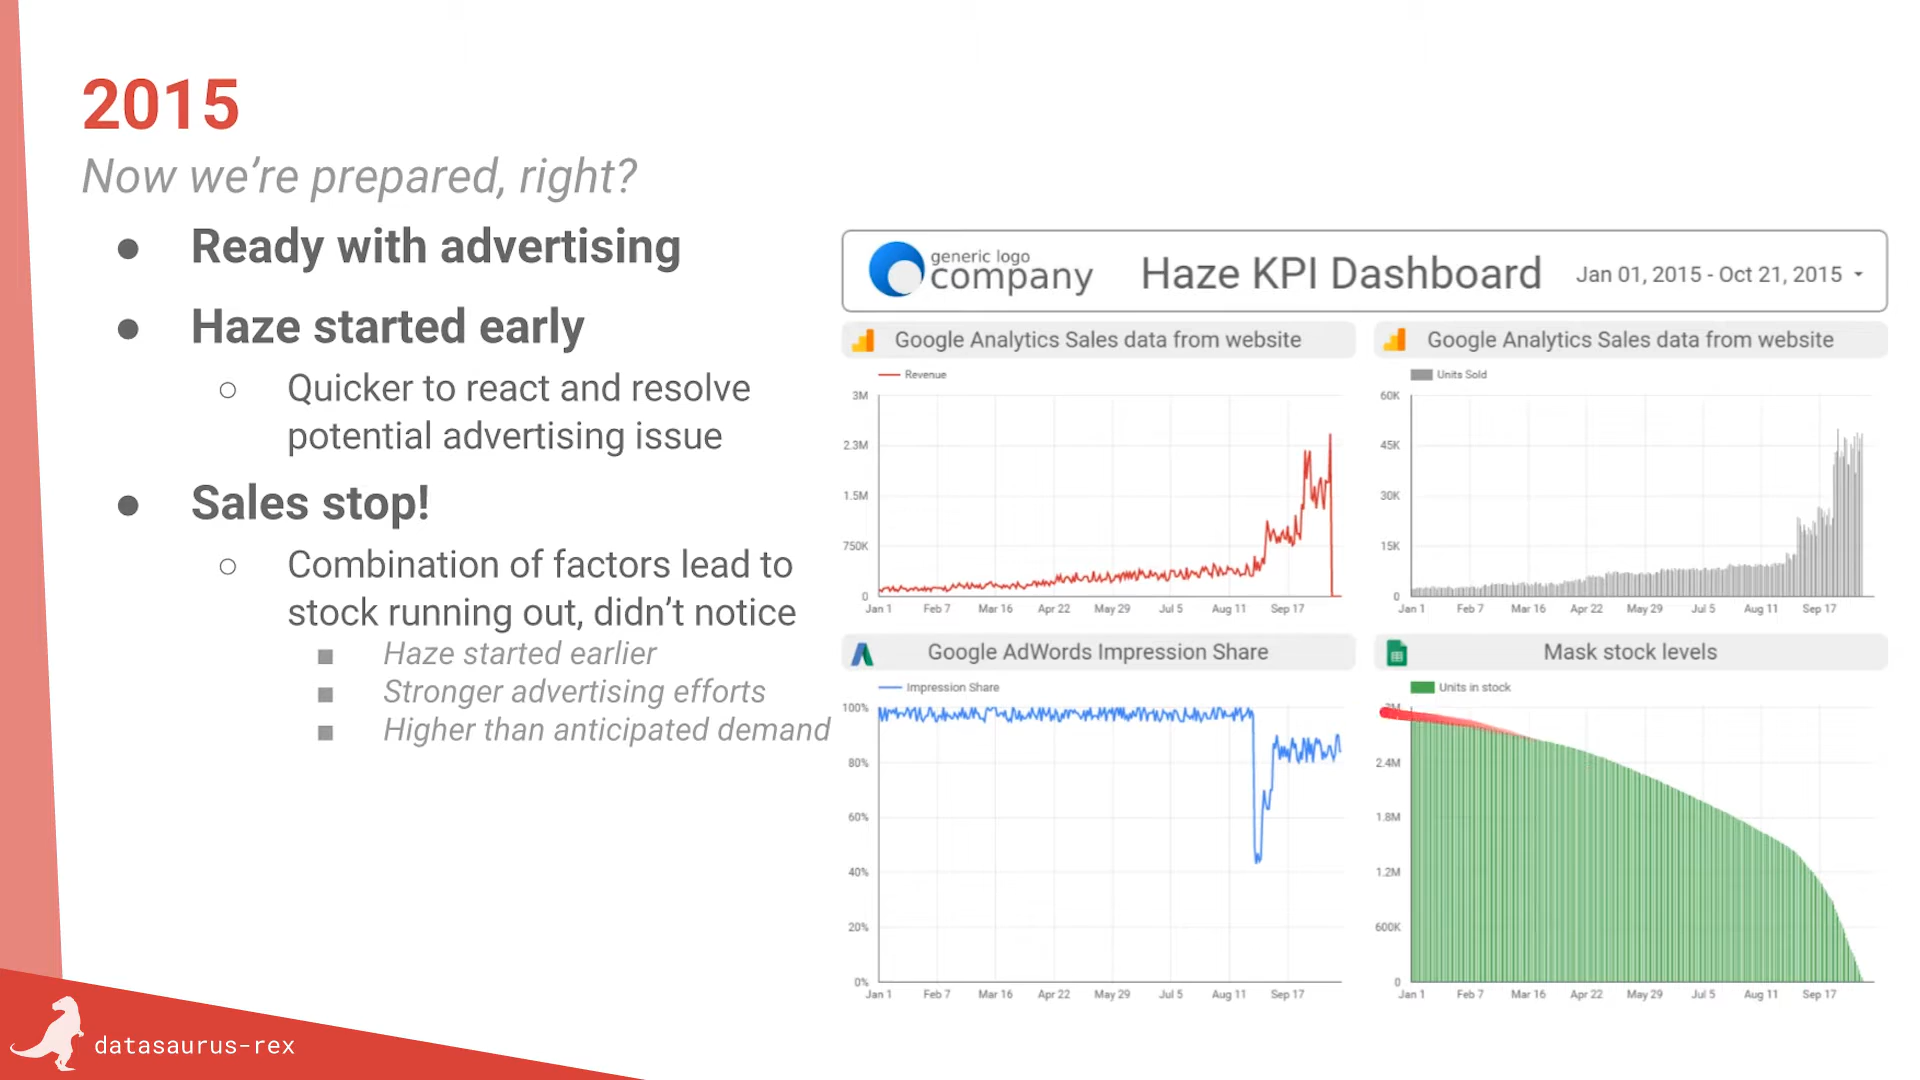 2015
Now we're prepared, right?
● Ready with advertising
● Haze started early
○ Quicker to react and resolve
potential advertising issue
● Sales stop!
○ Combination of factors lead to
stock running out, didn't notice
■ Haze started earlier
■ Stronger advertising efforts
■ Higher than anticipated demand
generic logo
company
Haze KPI Dashboard
Jan 01, 2015 - Oct 21, 2015
Google Analytics Sales data from website
Revenue
3M
2.3M
1.5M
750K
0
Jan 1 Feb 7 Mar 16 Apr 22 May 29 Jul 5 Aug 11 Sep 17
Google Analytics Sales data from website
Units Sold
60K
45K
30K
15K
0
Jan 1 Feb 7 Mar 16 Apr 22 May 29 Jul 5 Aug 11 Sep 17
Google AdWords Impression Share
Impression Share
100%
80%
60%
40%
20%
0%
Jan 1 Feb 7 Mar 16 Apr 22 May 29 Jul 5 Aug 11 Sep 17
Mask stock levels
Units in stock
2.4M
1.8M
1.2M
600K
0
Jan 1 Feb 7 Mar 16 Apr 22 May 29 Jul 5 Aug 11 Sep 17
datasaurus-rex